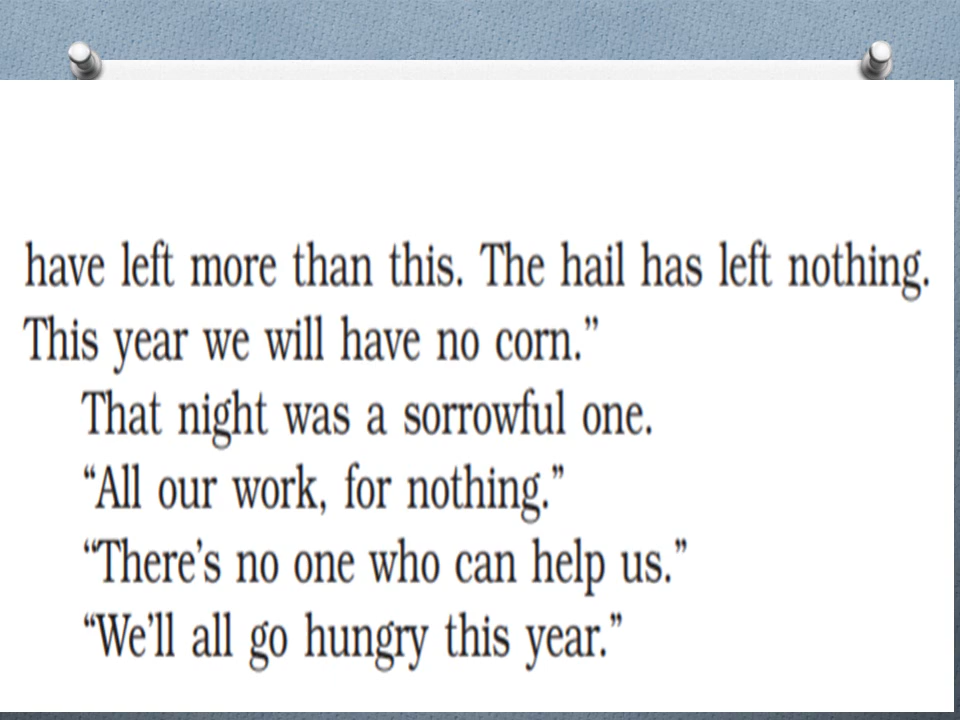 have left more than this. The hail has left nothing.
This year we will have no corn.”
That night was a sorrowful one.
“All our work, for nothing.”
“There’s no one who can help us.”
“We’ll all go hungry this year.”